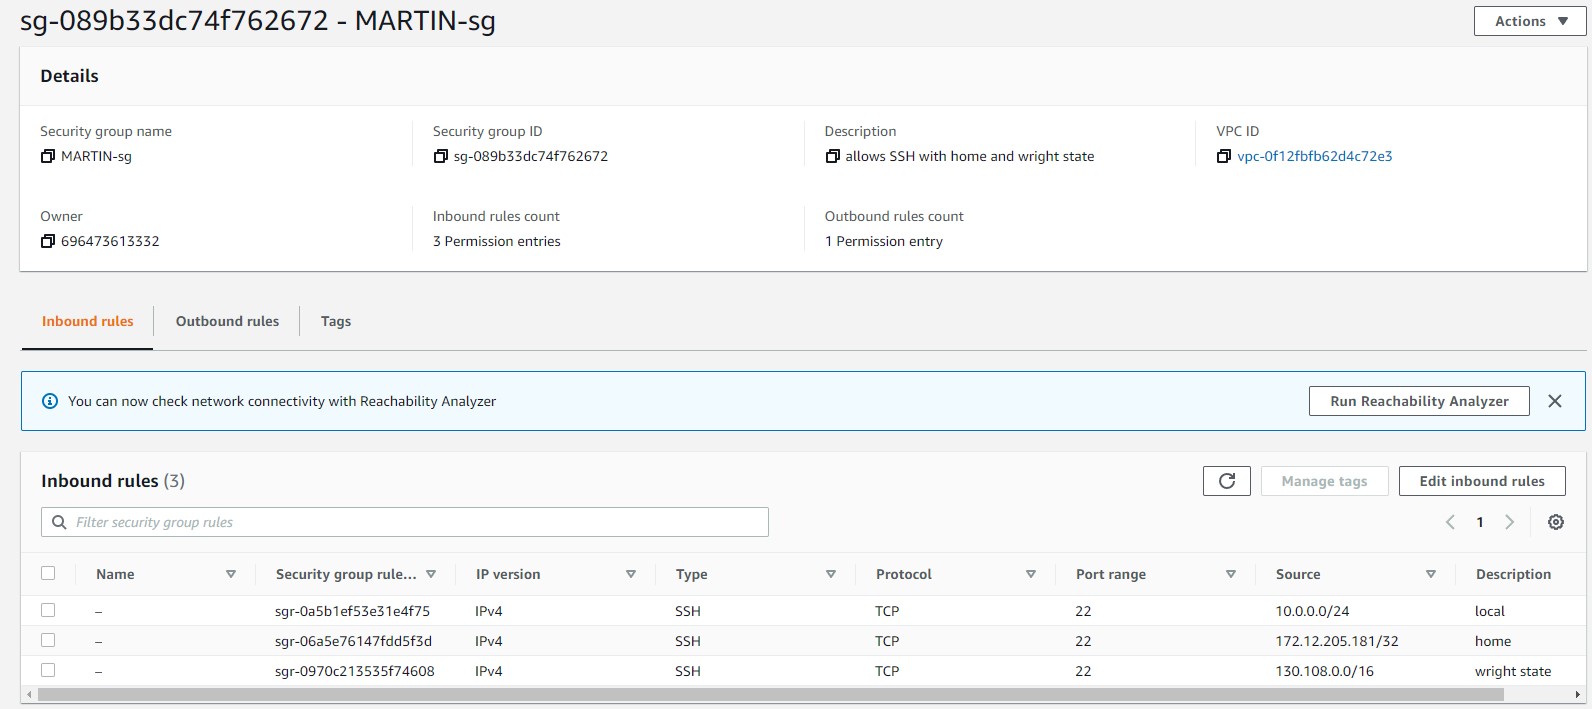 sg-089b33dc74f762672 - MARTIN-sg
Actions
Details
Security group name
MARTIN-sg
Security group ID
sg-089b33dc74f762672
Description
allows SSH with home and wright state
VPC ID
vpc-0f12fbfb62d4c72e3
Owner
696473613332
Inbound rules count
3 Permission entries
Outbound rules count
1 Permission entry
Inbound rules
Outbound rules
Tags
You can now check network connectivity with Reachability Analyzer
Run Reachability Analyzer
Inbound rules (3)
Manage tags
Edit inbound rules
Filter security group rules
1
Name Security group rule... IP version Type Protocol Port range Source Description
– sgr-0a5b1ef53e31e4f75 IPv4 SSH TCP 22 10.0.0.0/24 local
– sgr-06a5e76147fdd5f3d IPv4 SSH TCP 22 172.12.205.181/32 home
– sgr-0970c213535f74608 IPv4 SSH TCP 22 130.108.0.0/16 wright state